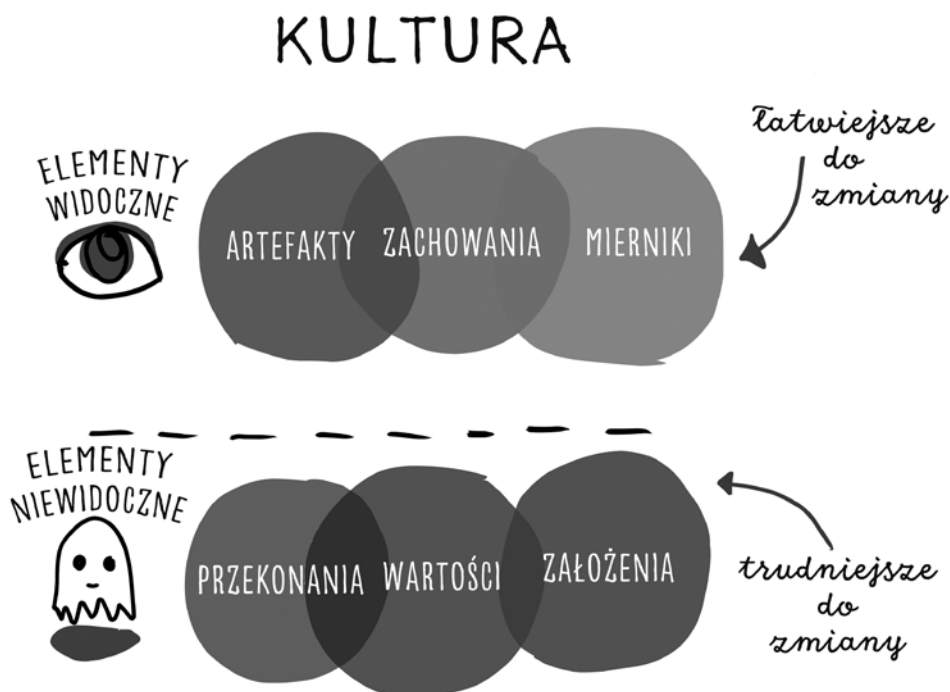 KULTURA
ELEMENTY
WIDOCZNE
ARTEFAKTY
ZACHOWANIA
MIERNIKI
łatwiejsze
do
zmiany
ELEMENTY
NIEWIDOCZNE
PRZEKONANIA
WARTOŚCI
ZAŁOŻENIA
trudniejsze
do
zmiany